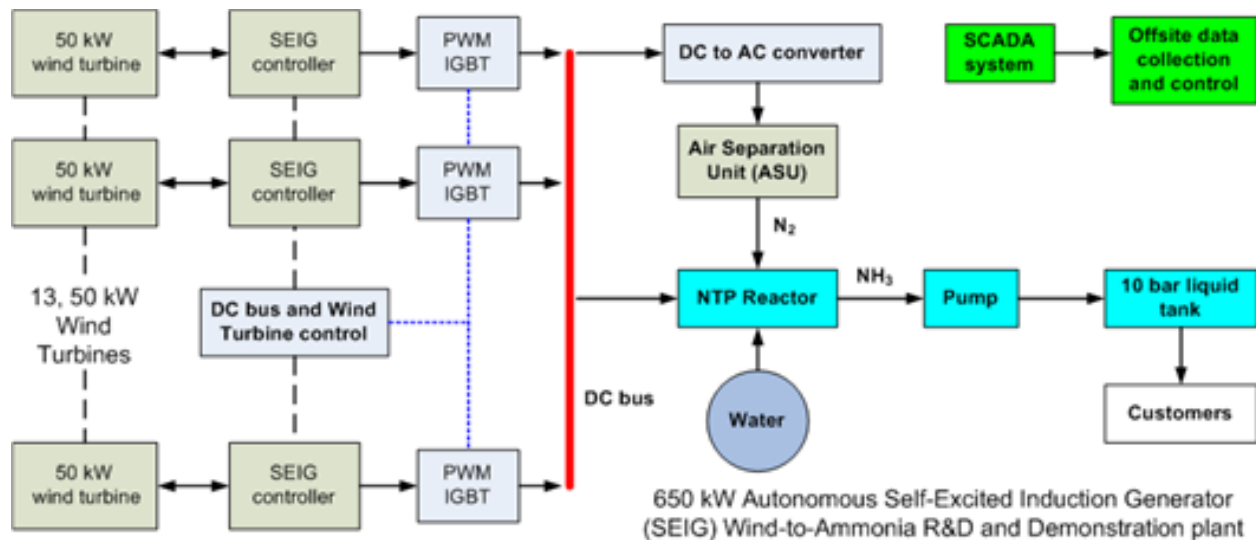 50 kW
wind turbine
SEIG
controller
PWM
IGBT
DC to AC converter
SCADA
system
Offsite data
collection
and control
50 kW
wind turbine
SEIG
controller
PWM
IGBT
Air Separation
Unit (ASU)
N₂
13, 50 kW
Wind
Turbines
DC bus and Wind
Turbine control
NTP Reactor
NH₃
Pump
10 bar liquid
tank
DC bus
Water
Customers
50 kW
wind turbine
SEIG
controller
PWM
IGBT
650 kW Autonomous Self-Excited Induction Generator
(SEIG) Wind-to-Ammonia R&D and Demonstration plant